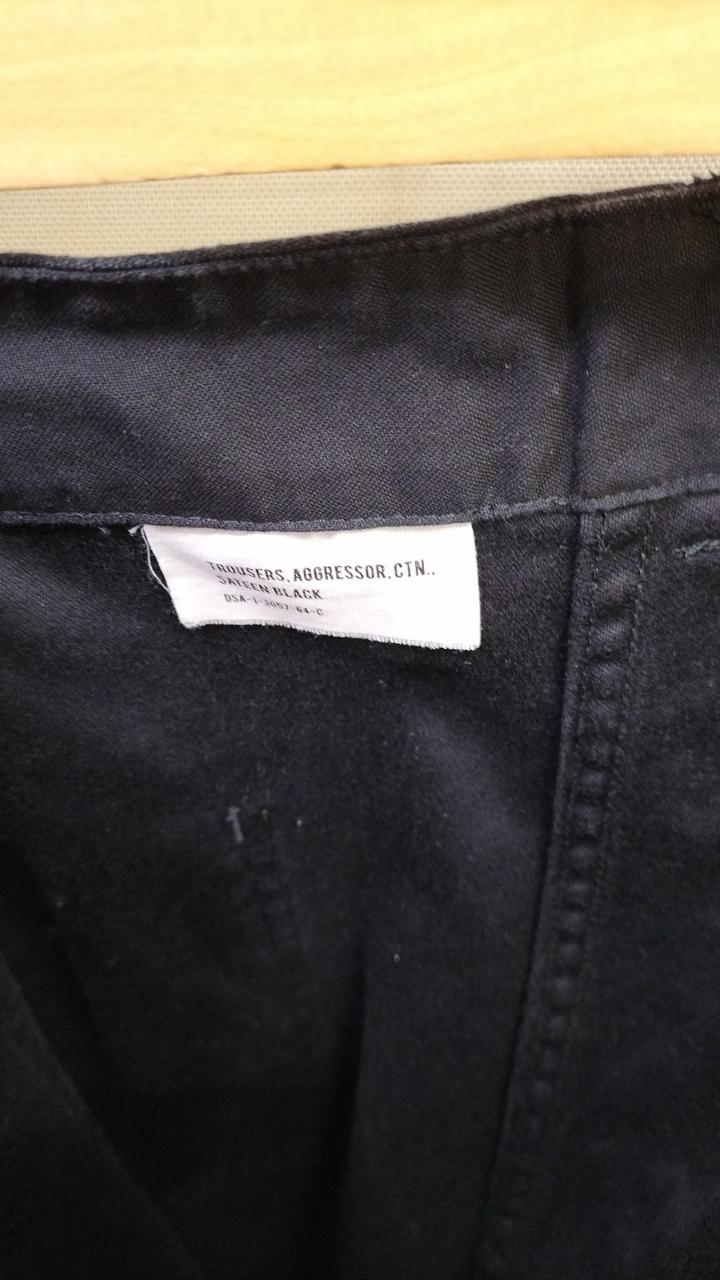 TROUSERS.AGGRESSOR.CTN..
SATEEN BLACK
DSA-1-3057-64-C